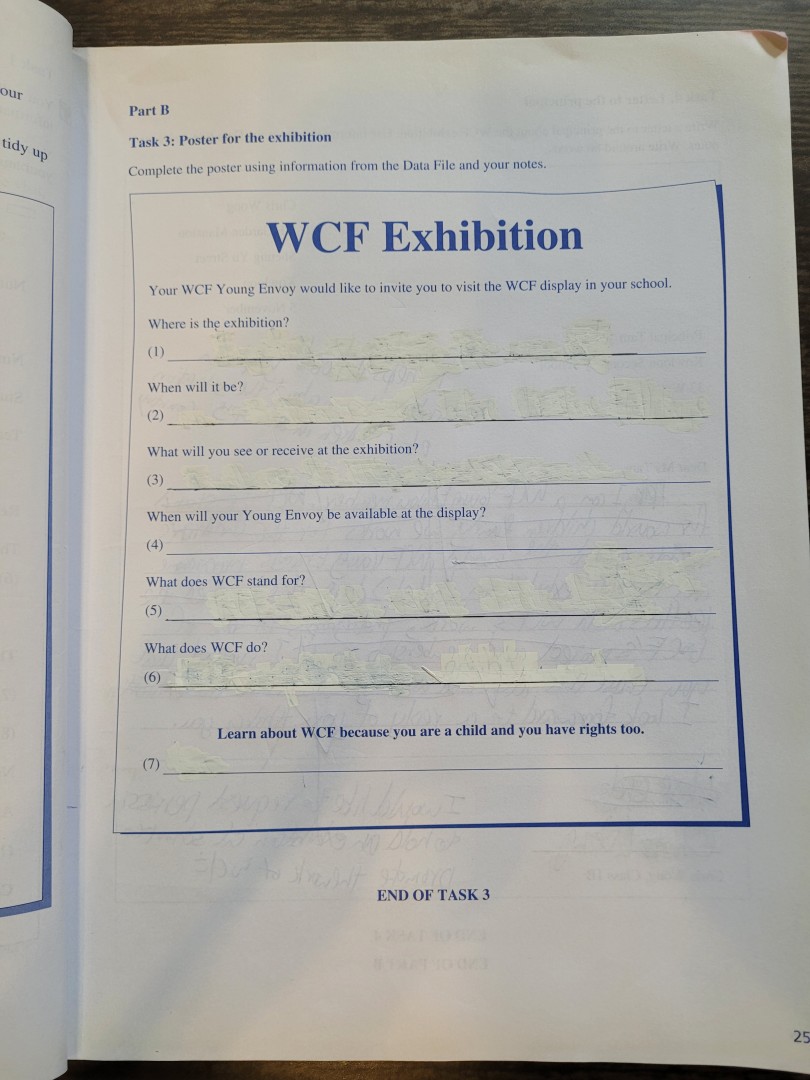 our
tidy up
Part B
Task 3: Poster for the exhibition
Complete the poster using information from the Data File and your notes.
WCF Exhibition
Your WCF Young Envoy would like to invite you to visit the WCF display in your school.
Where is the exhibition?
(1)
When will it be?
(2)
What will you see or receive at the exhibition?
(3)
When will your Young Envoy be available at the display?
(4)
What does WCF stand for?
(5)
What does WCF do?
(6)
Learn about WCF because you are a child and you have rights too.
(7)
END OF TASK 3
25